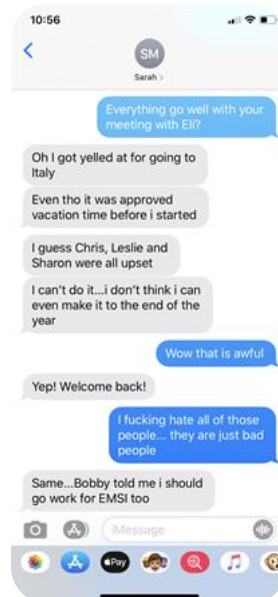 10:56
SM
Sarah >
Everything go well with your
meeting with Eli?
Oh I got yelled at for going to
Italy
Even tho it was approved
vacation time before i started
I guess Chris, Leslie and
Sharon were all upset
I can't do it...i don't think i can
even make it to the end of the
year
Wow that is awful
Yep! Welcome back!
I fucking hate all of those
people... they are just bad
people
Same...Bobby told me i should
go work for EMSI too
iMessage
Pay